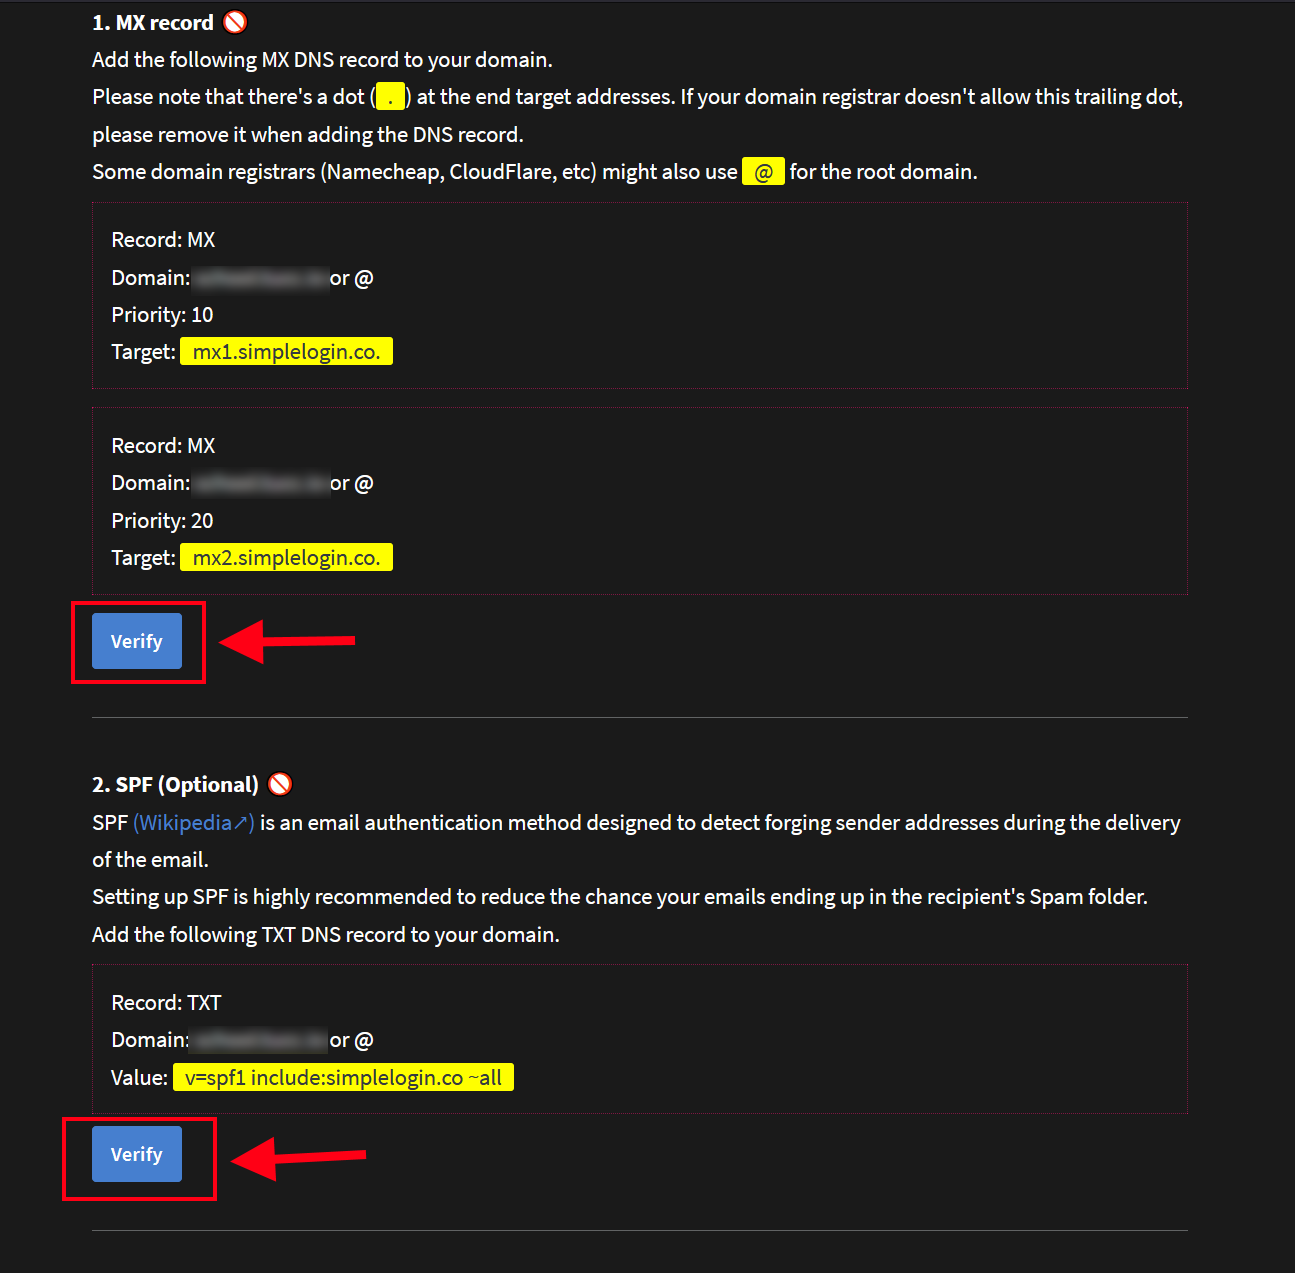 1. MX record
Add the following MX DNS record to your domain.
Please note that there's a dot ( . ) at the end target addresses. If your domain registrar doesn't allow this trailing dot,
please remove it when adding the DNS record.
Some domain registrars (Namecheap, CloudFlare, etc) might also use @ for the root domain.
Record: MX
Domain: or @
Priority: 10
Target: mx1.simplelogin.co.
Record: MX
Domain: or @
Priority: 20
Target: mx2.simplelogin.co.
Verify
2. SPF (Optional)
SPF (Wikipedia↗) is an email authentication method designed to detect forging sender addresses during the delivery
of the email.
Setting up SPF is highly recommended to reduce the chance your emails ending up in the recipient's Spam folder.
Add the following TXT DNS record to your domain.
Record: TXT
Domain: or @
Value: v=spf1 include:simplelogin.co ~all
Verify